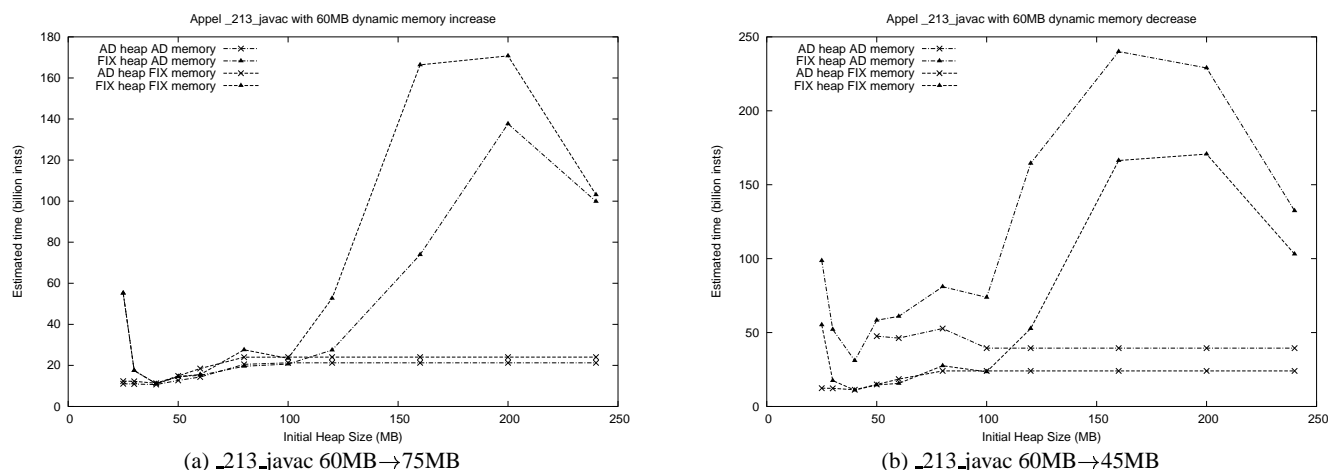 Appel _213_javac with 60MB dynamic memory increase
180
160
140
120
100
80
60
40
20
0
AD heap AD memory
FIX heap AD memory
AD heap FIX memory
FIX heap FIX memory
Estimated time (billion insts)
0 50 100 150 200 250
Initial Heap Size (MB)
(a) _213_javac 60MB→75MB
Appel _213_javac with 60MB dynamic memory decrease
250
200
150
100
50
0
AD heap AD memory
FIX heap AD memory
AD heap FIX memory
FIX heap FIX memory
Estimated time (billion insts)
0 50 100 150 200 250
Initial Heap Size (MB)
(b) _213_javac 60MB→45MB